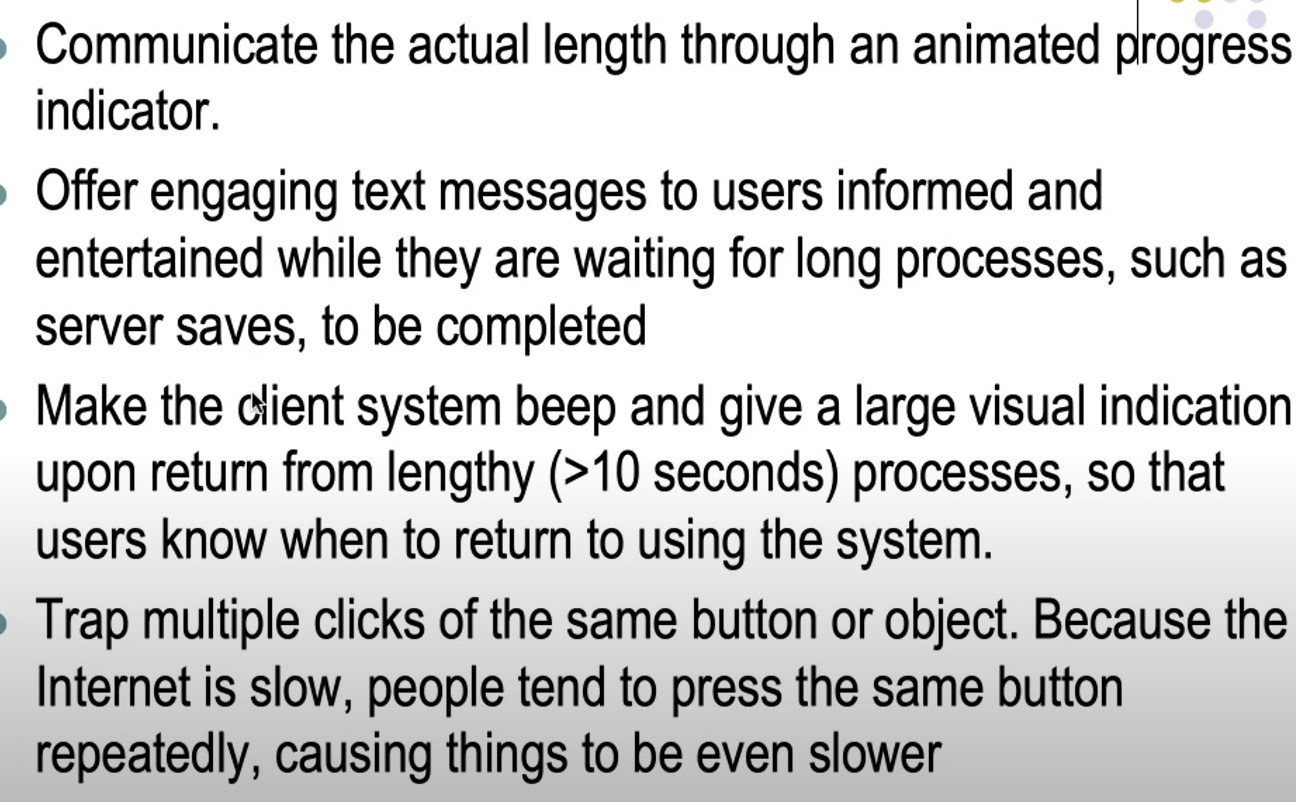 Communicate the actual length through an animated progress
indicator.
Offer engaging text messages to users informed and
entertained while they are waiting for long processes, such as
server saves, to be completed
Make the client system beep and give a large visual indication
upon return from lengthy (>10 seconds) processes, so that
users know when to return to using the system.
Trap multiple clicks of the same button or object. Because the
Internet is slow, people tend to press the same button
repeatedly, causing things to be even slower